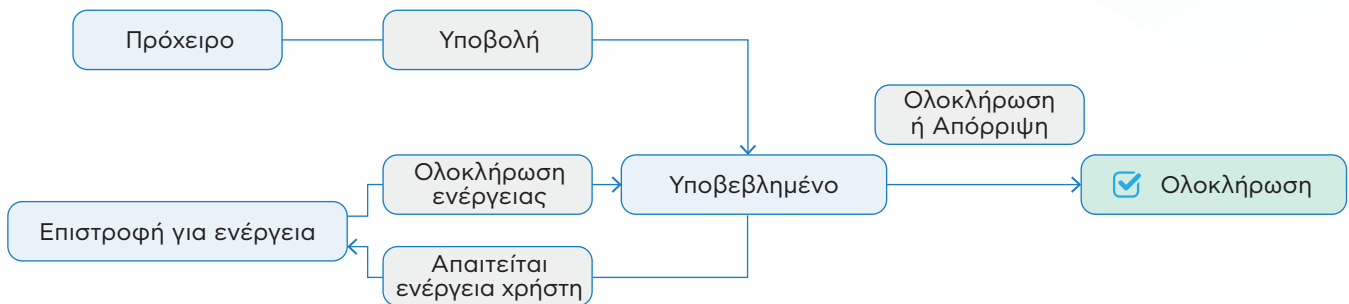 Πρόχειρο
Υποβολή
Ολοκλήρωση
ή Απόρριψη
Ολοκλήρωση
ενέργειας
Υποβεβλημένο
Ολοκλήρωση
Επιστροφή για ενέργεια
Απαιτείται
ενέργεια χρήστη